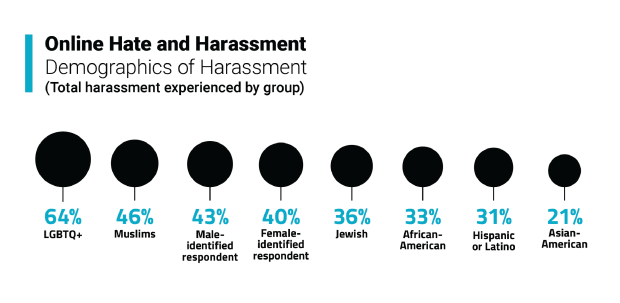 Online Hate and Harassment
Demographics of Harassment
(Total harassment experienced by group)
64%
LGBTQ+
46%
Muslims
43%
Male-
identified
respondent
40%
Female-
identified
respondent
36%
Jewish
33%
African-
American
31%
Hispanic
or Latino
21%
Asian-
American